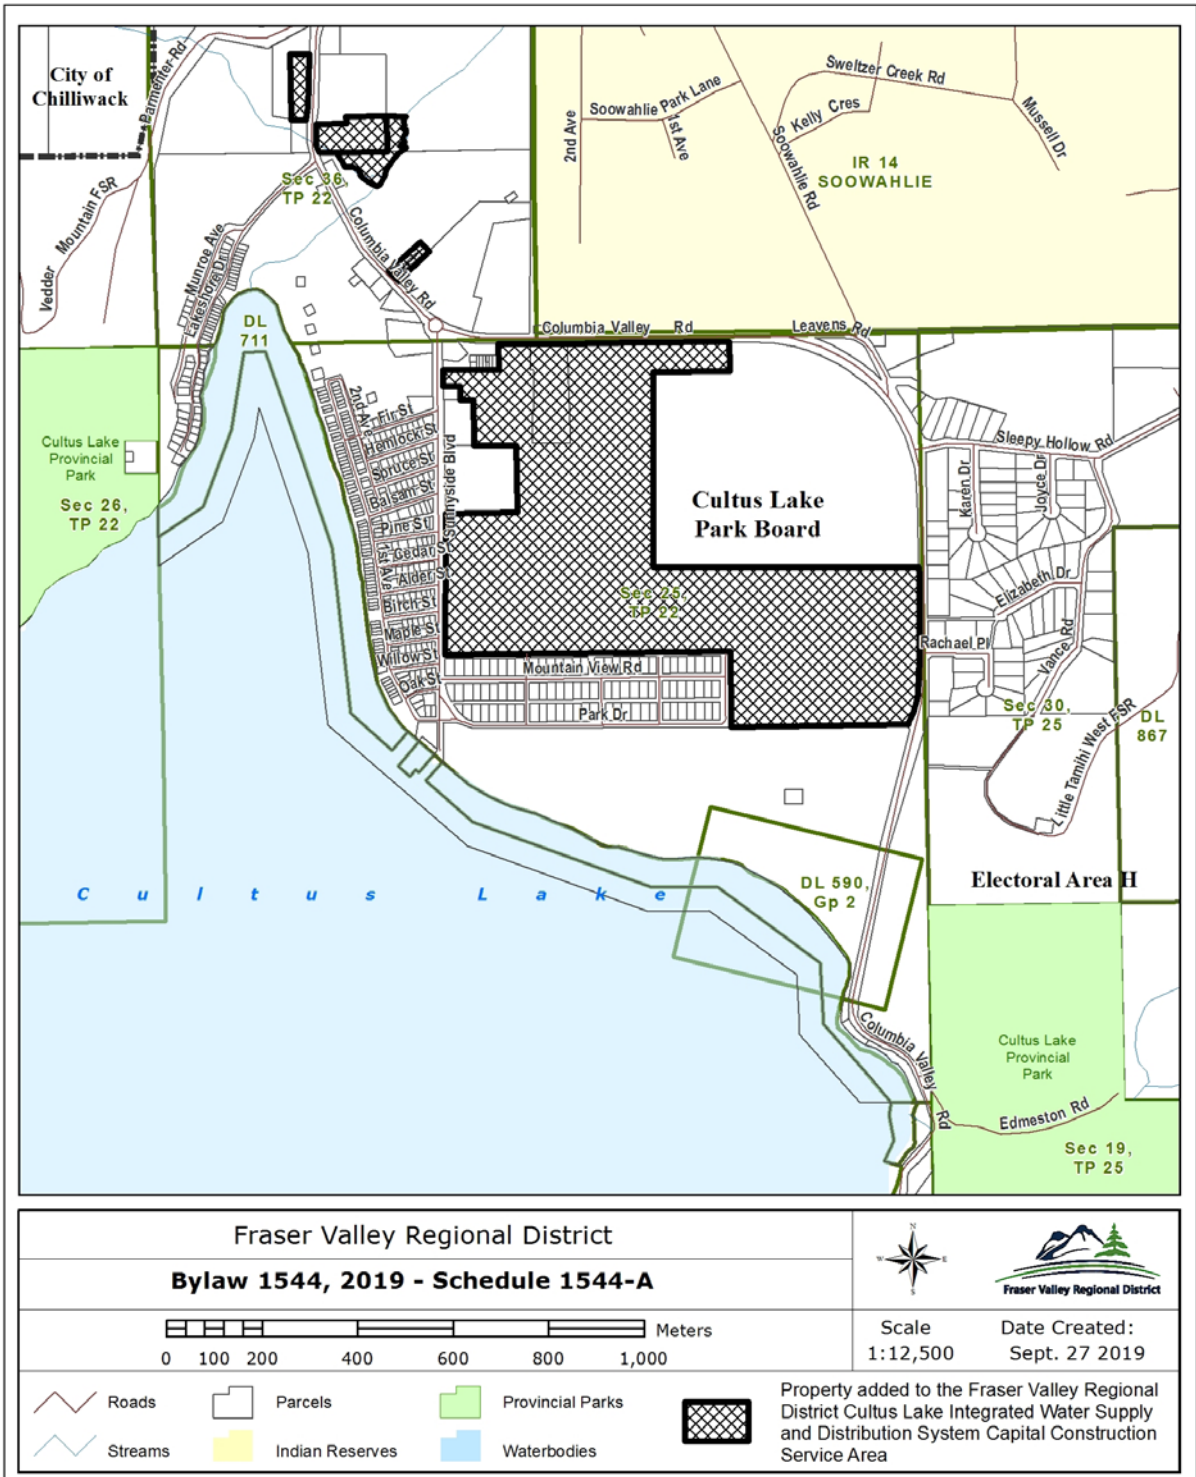 City of
Chilliwack
Parmenter Rd
Vedder Mountain FSR
Sec 36,
TP 22
Munroe Ave
Lakeshore Dr
Columbia Valley Rd
2nd Ave
Soowahlie Park Lane
1st Ave
Soowahlie Rd
Kelly Cres
Sweltzer Creek Rd
Mussell Dr
IR 14
SOOWAHLIE
DL
711
Columbia Valley Rd
Leavens Rd
Cultus Lake
Provincial
Park
Sec 26,
TP 22
2nd Ave
Fir St
Hemlock St
Spruce St
Balsam St
Pine St
1st Ave
Cedar St
Alder St
Birch St
Maple St
Willow St
Oak St
Sunnyside Blvd
Cultus Lake
Park Board
Sec 25,
TP 22
Mountain View Rd
Park Dr
Sleepy Hollow Rd
Karen Dr
Joyce Dr
Elizabeth Dr
Rachael Pl
Vance Rd
Sec 30,
TP 25
Little Tamihi West FSR
DL
867
Cultus Lake
DL 590,
Gp 2
Electoral Area H
Columbia Valley Rd
Cultus Lake
Provincial
Park
Edmeston Rd
Sec 19,
TP 25
Fraser Valley Regional District
Bylaw 1544, 2019 - Schedule 1544-A
Meters
0 100 200 400 600 800 1,000
N
W E
S
Fraser Valley Regional District
Scale
1:12,500
Date Created:
Sept. 27 2019
Roads
Parcels
Provincial Parks
Streams
Indian Reserves
Waterbodies
Property added to the Fraser Valley Regional
District Cultus Lake Integrated Water Supply
and Distribution System Capital Construction
Service Area